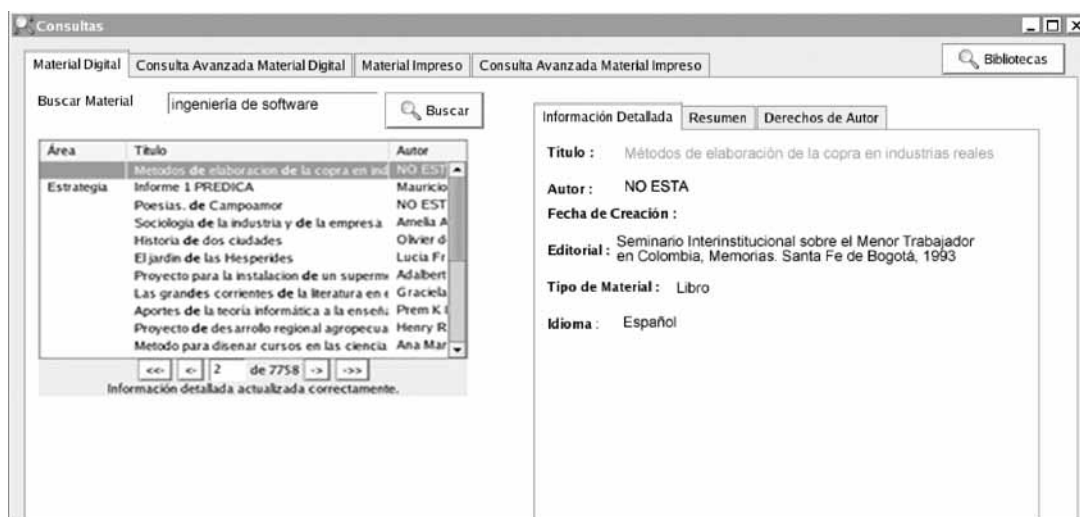 Consultas
Material Digital Consulta Avanzada Material Digital Material Impreso Consulta Avanzada Material Impreso Bibliotecas
Buscar Material ingeniería de software Buscar
Área Título Autor
Metodos de elaboracion de la copra en ind NO EST
Estrategia Informe 1 PREDICA Mauricio
Poesias. de Campoamor NO EST
Sociologia de la industria y de la empresa Amelia A
Historia de dos ciudades Olivier d
El jardin de las Hesperides Lucia Fr
Proyecto para la instalacion de un superm Adalbert
Las grandes corrientes de la literatura en e Graciela
Aportes de la teoría informática a la enseñ Prem K
Proyecto de desarrollo regional agropecua Henry R
Metodo para disenar cursos en las ciencia Ana Mar
<<- <- 2 de 7758 -> ->>
Información detallada actualizada correctamente.
Información Detallada Resumen Derechos de Autor
Título : Métodos de elaboración de la copra en industrias reales
Autor : NO ESTA
Fecha de Creación :
Editorial : Seminario Interinstitucional sobre el Menor Trabajador
en Colombia, Memorias. Santa Fe de Bogotá, 1993
Tipo de Material : Libro
Idioma : Español